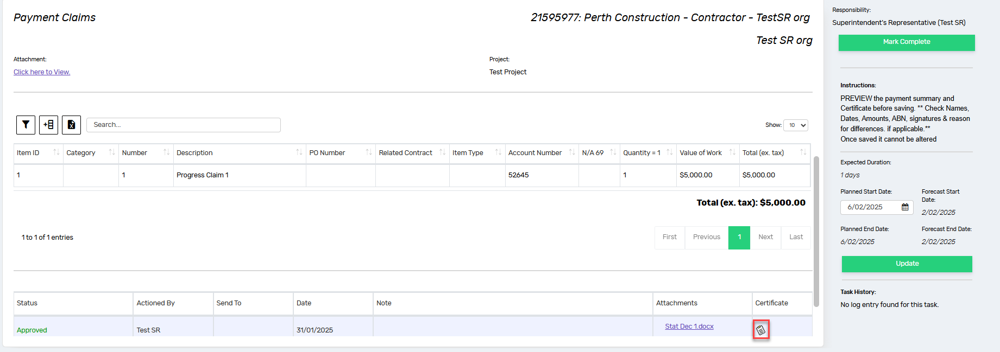 Payment Claims
21595977: Perth Construction - Contractor - TestSR org
Test SR org
Attachment:
Click here to View.
Project:
Test Project
Search...
Show: 10
Item ID Category Number Description PO Number Related Contract Item Type Account Number N/A 69 Quantity = 1 Value of Work Total (ex. tax)
1 1 Progress Claim 1 52645 1 $5,000.00 $5,000.00
Total (ex. tax): $5,000.00
1 to 1 of 1 entries
First Previous 1 Next Last
Status Actioned By Send To Date Note Attachments Certificate
Approved Test SR 31/01/2025 Stat Dec 1.docx
Responsibility:
Superintendent's Representative (Test SR)
Mark Complete
Instructions:
PREVIEW the payment summary and
Certificate before saving. ** Check Names,
Dates, Amounts, ABN, signatures & reason
for differences. if applicable.**
Once saved it cannot be altered
Expected Duration:
1 days
Planned Start Date:
6/02/2025
Forecast Start
Date:
2/02/2025
Planned End Date:
6/02/2025
Forecast End Date:
2/02/2025
Update
Task History:
No log entry found for this task.